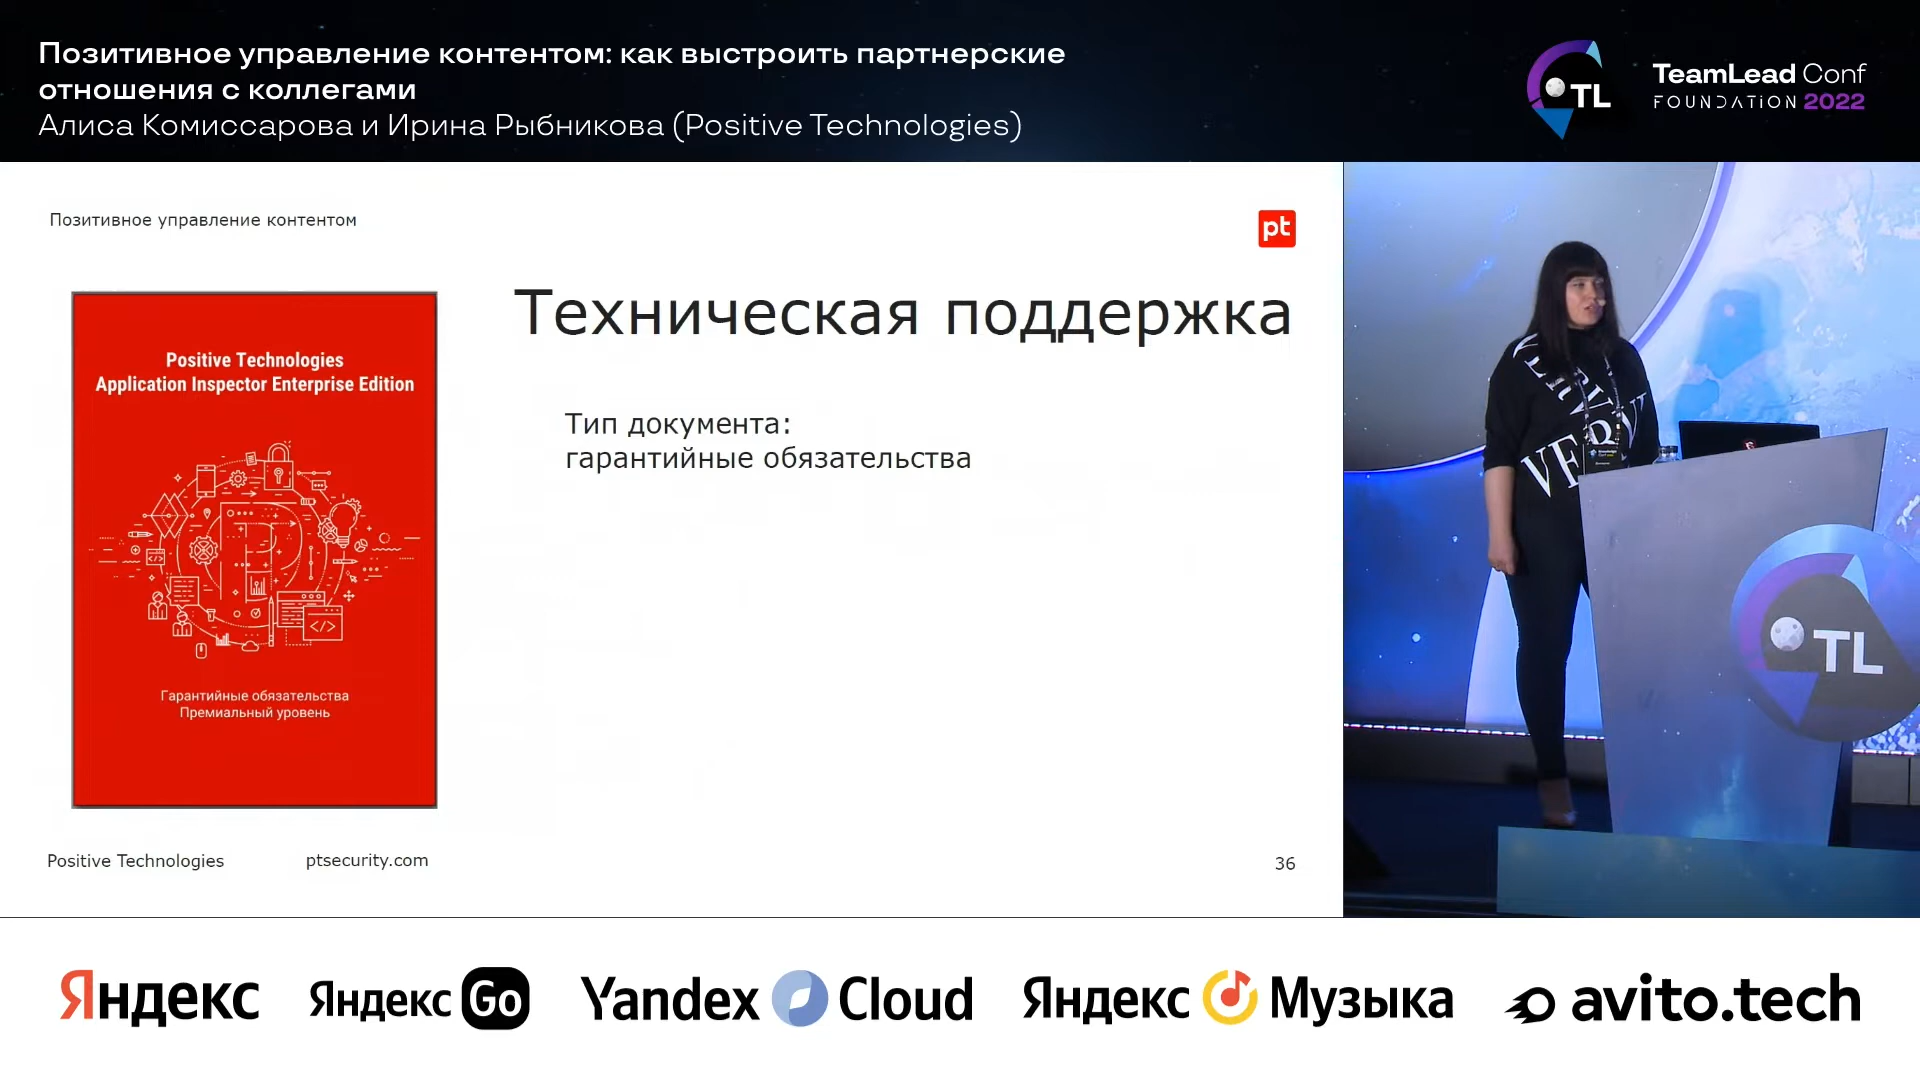 Позитивное управление контентом: как выстроить партнерские
отношения с коллегами
Алиса Комиссарова и Ирина Рыбникова (Positive Technologies)
TL
TeamLead Conf
FOUNDATION 2022
Позитивное управление контентом
pt
Техническая поддержка
Positive Technologies
Application Inspector Enterprise Edition
Тип документа:
гарантийные обязательства
Гарантийные обязательства
Премиальный уровень
Positive Technologies
ptsecurity.com
36
TL
Яндекс
Яндекс Go
Yandex Cloud
Яндекс Музыка
avito.tech